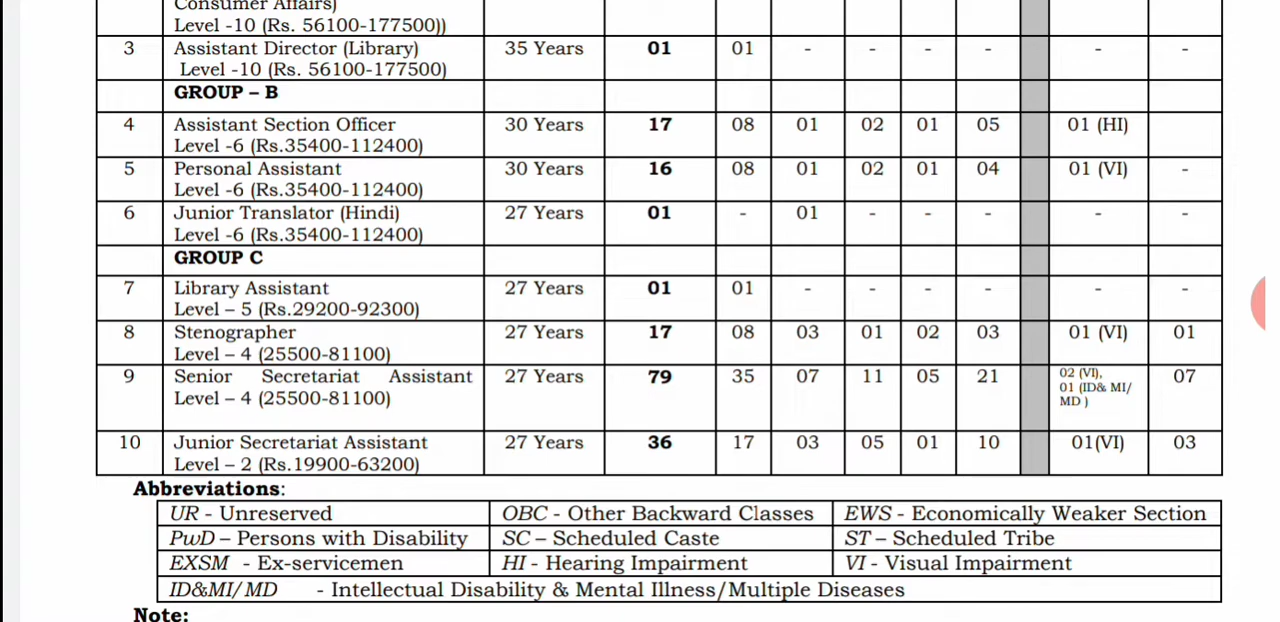 Consumer Affairs)
Level -10 (Rs. 56100-177500))
3 Assistant Director (Library) 35 Years 01 01 - - - - - -
Level -10 (Rs. 56100-177500)
GROUP – B
4 Assistant Section Officer 30 Years 17 08 01 02 01 05 01 (HI)
Level -6 (Rs.35400-112400)
5 Personal Assistant 30 Years 16 08 01 02 01 04 01 (VI) -
Level -6 (Rs.35400-112400)
6 Junior Translator (Hindi) 27 Years 01 - 01 - - - - -
Level -6 (Rs.35400-112400)
GROUP C
7 Library Assistant 27 Years 01 01 - - - - - -
Level – 5 (Rs.29200-92300)
8 Stenographer 27 Years 17 08 03 01 02 03 01 (VI) 01
Level – 4 (25500-81100)
9 Senior Secretariat Assistant 27 Years 79 35 07 11 05 21 02 (VI), 07
01 (ID& MI/
Level – 4 (25500-81100) MD )
10 Junior Secretariat Assistant 27 Years 36 17 03 05 01 10 01(VI) 03
Level – 2 (Rs.19900-63200)
Abbreviations:
UR - Unreserved OBC - Other Backward Classes EWS - Economically Weaker Section
PwD – Persons with Disability SC – Scheduled Caste ST – Scheduled Tribe
EXSM - Ex-servicemen HI - Hearing Impairment VI - Visual Impairment
ID&MI/MD - Intellectual Disability & Mental Illness/Multiple Diseases
Note: